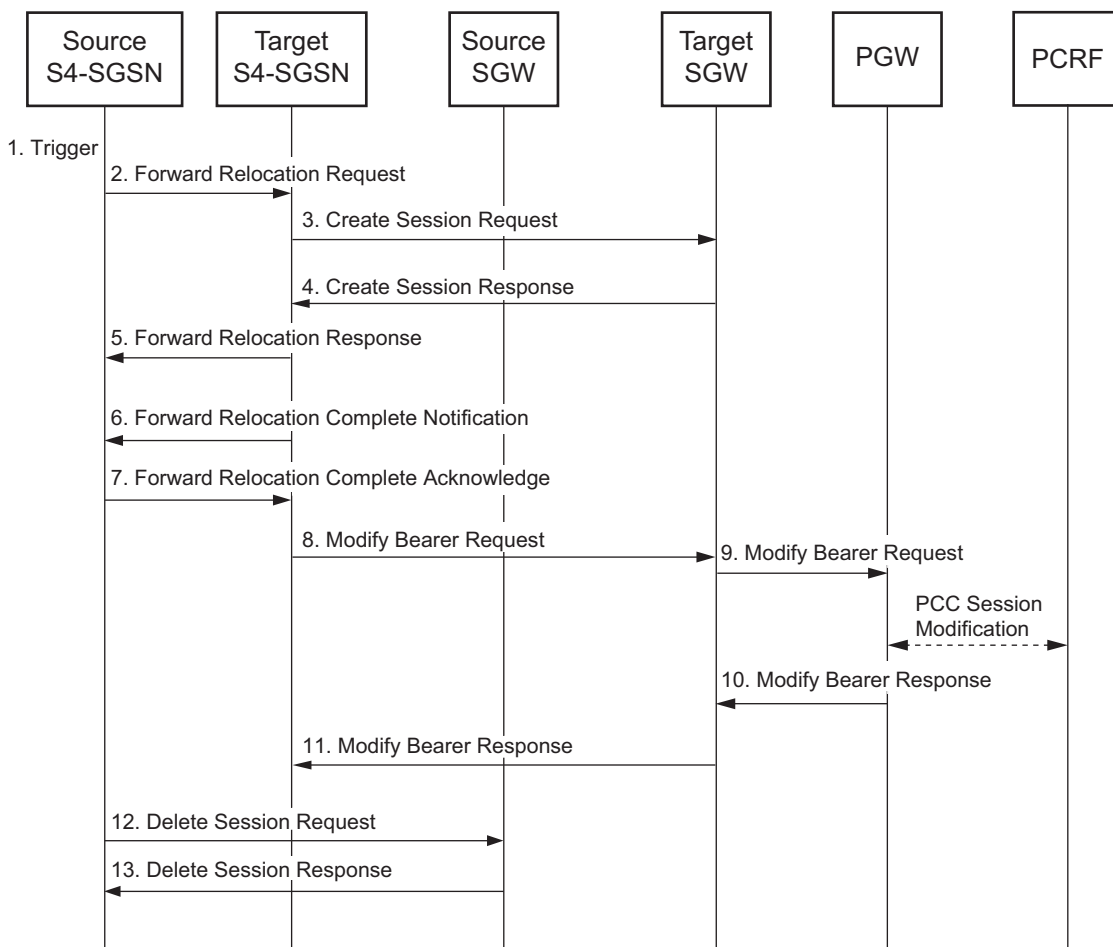 Source
S4-SGSN
Target
S4-SGSN
Source
SGW
Target
SGW
PGW
PCRF
1. Trigger
2. Forward Relocation Request
3. Create Session Request
4. Create Session Response
5. Forward Relocation Response
6. Forward Relocation Complete Notification
7. Forward Relocation Complete Acknowledge
8. Modify Bearer Request
9. Modify Bearer Request
PCC Session
Modification
10. Modify Bearer Response
11. Modify Bearer Response
12. Delete Session Request
13. Delete Session Response